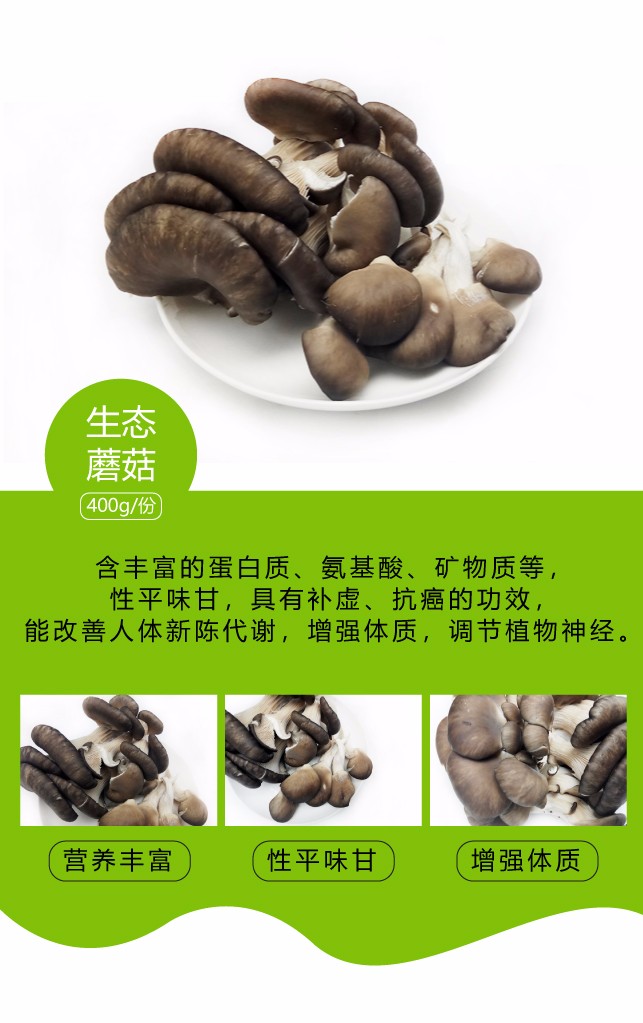 生态
蘑菇
400g/份
含丰富的蛋白质、氨基酸、矿物质等，
性平味甘，具有补虚、抗癌的功效，
能改善人体新陈代谢，增强体质，调节植物神经。
营养丰富
性平味甘
增强体质